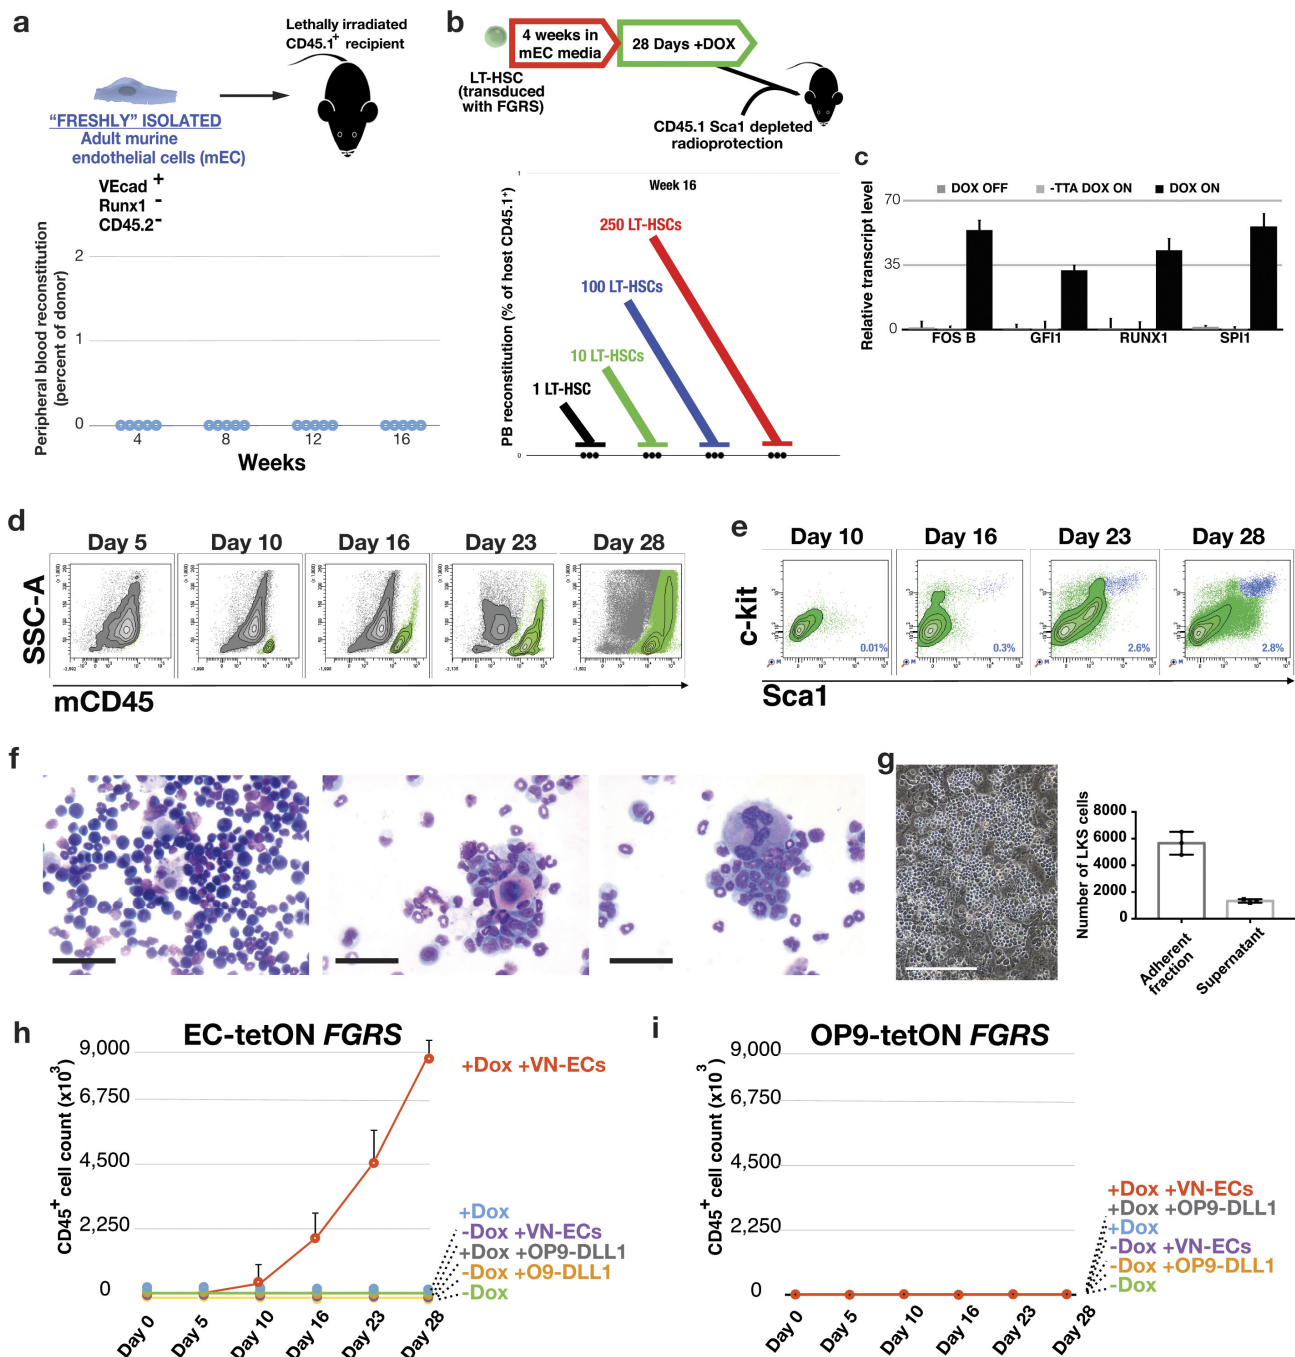 a
Lethally irradiated
CD45.1+ recipient
"FRESHLY" ISOLATED
Adult murine
endothelial cells (mEC)
VEcad +
Runx1 -
CD45.2-
Peripheral blood reconstitution
(percent of donor)
2
1
0
4 8 12 16
Weeks
b
4 weeks in
mEC media
28 Days +DOX
LT-HSC
(transduced
with FGRS)
CD45.1 Sca1 depleted
radioprotection
PB reconstitution (% of host CD45.1+)
1
Week 16
250 LT-HSCs
100 LT-HSCs
10 LT-HSCs
1 LT-HSC
0
c
DOX OFF -TTA DOX ON DOX ON
Relative transcript level
70
35
0
FOS B GFI1 RUNX1 SPI1
d
Day 5 Day 10 Day 16 Day 23 Day 28
SSC-A
mCD45
e
Day 10 Day 16 Day 23 Day 28
c-kit
0.01% 0.3% 2.6% 2.8%
Sca1
f
g
Number of LKS cells
8000
6000
4000
2000
0
Adherent
fraction
Supernatant
h
EC-tetON FGRS
CD45+ cell count (x10³)
9,000
6,750
4,500
2,250
0
+Dox +VN-ECs
+Dox
-Dox +VN-ECs
+Dox +OP9-DLL1
-Dox +O9-DLL1
-Dox
Day 0 Day 5 Day 10 Day 16 Day 23 Day 28
i
OP9-tetON FGRS
CD45+ cell count (x10³)
9,000
6,750
4,500
2,250
0
+Dox +VN-ECs
+Dox +OP9-DLL1
+Dox
-Dox +VN-ECs
-Dox +OP9-DLL1
-Dox
Day 0 Day 5 Day 10 Day 16 Day 23 Day 28